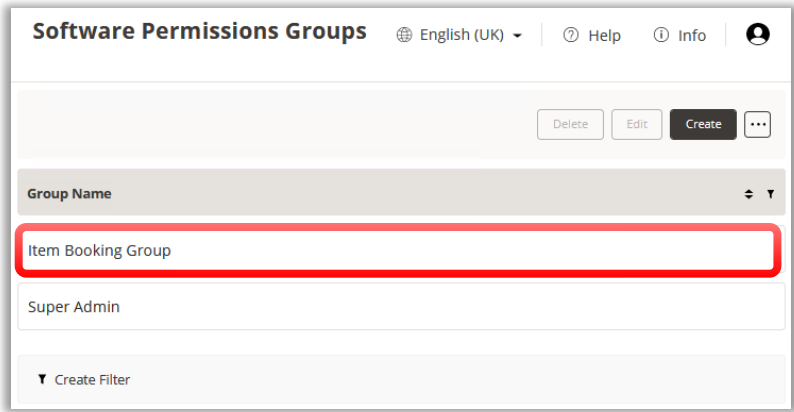 Software Permissions Groups English (UK) Help Info
Delete Edit Create ...
Group Name
Item Booking Group
Super Admin
Create Filter